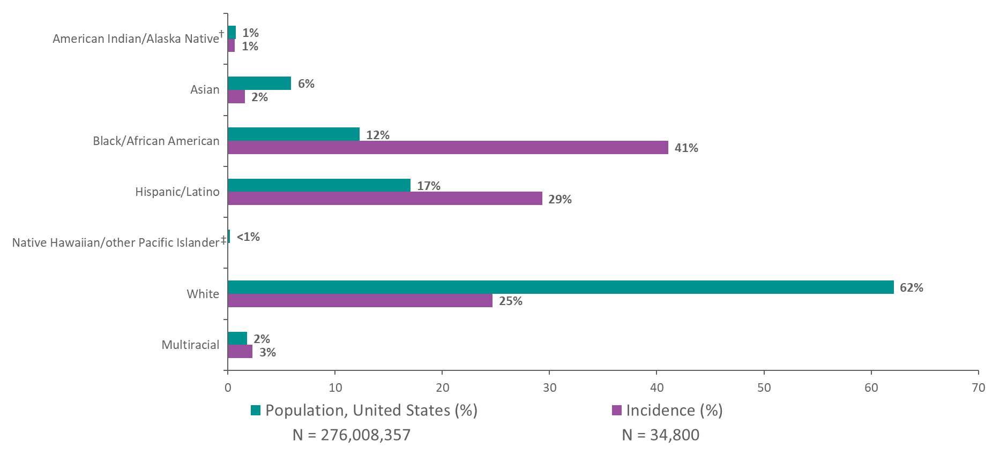 American Indian/Alaska Native†
1%
1%
Asian
6%
2%
Black/African American
12%
41%
Hispanic/Latino
17%
29%
Native Hawaiian/other Pacific Islander‡
<1%
White
62%
25%
Multiracial
2%
3%
0 10 20 30 40 50 60 70
Population, United States (%) Incidence (%)
N = 276,008,357 N = 34,800